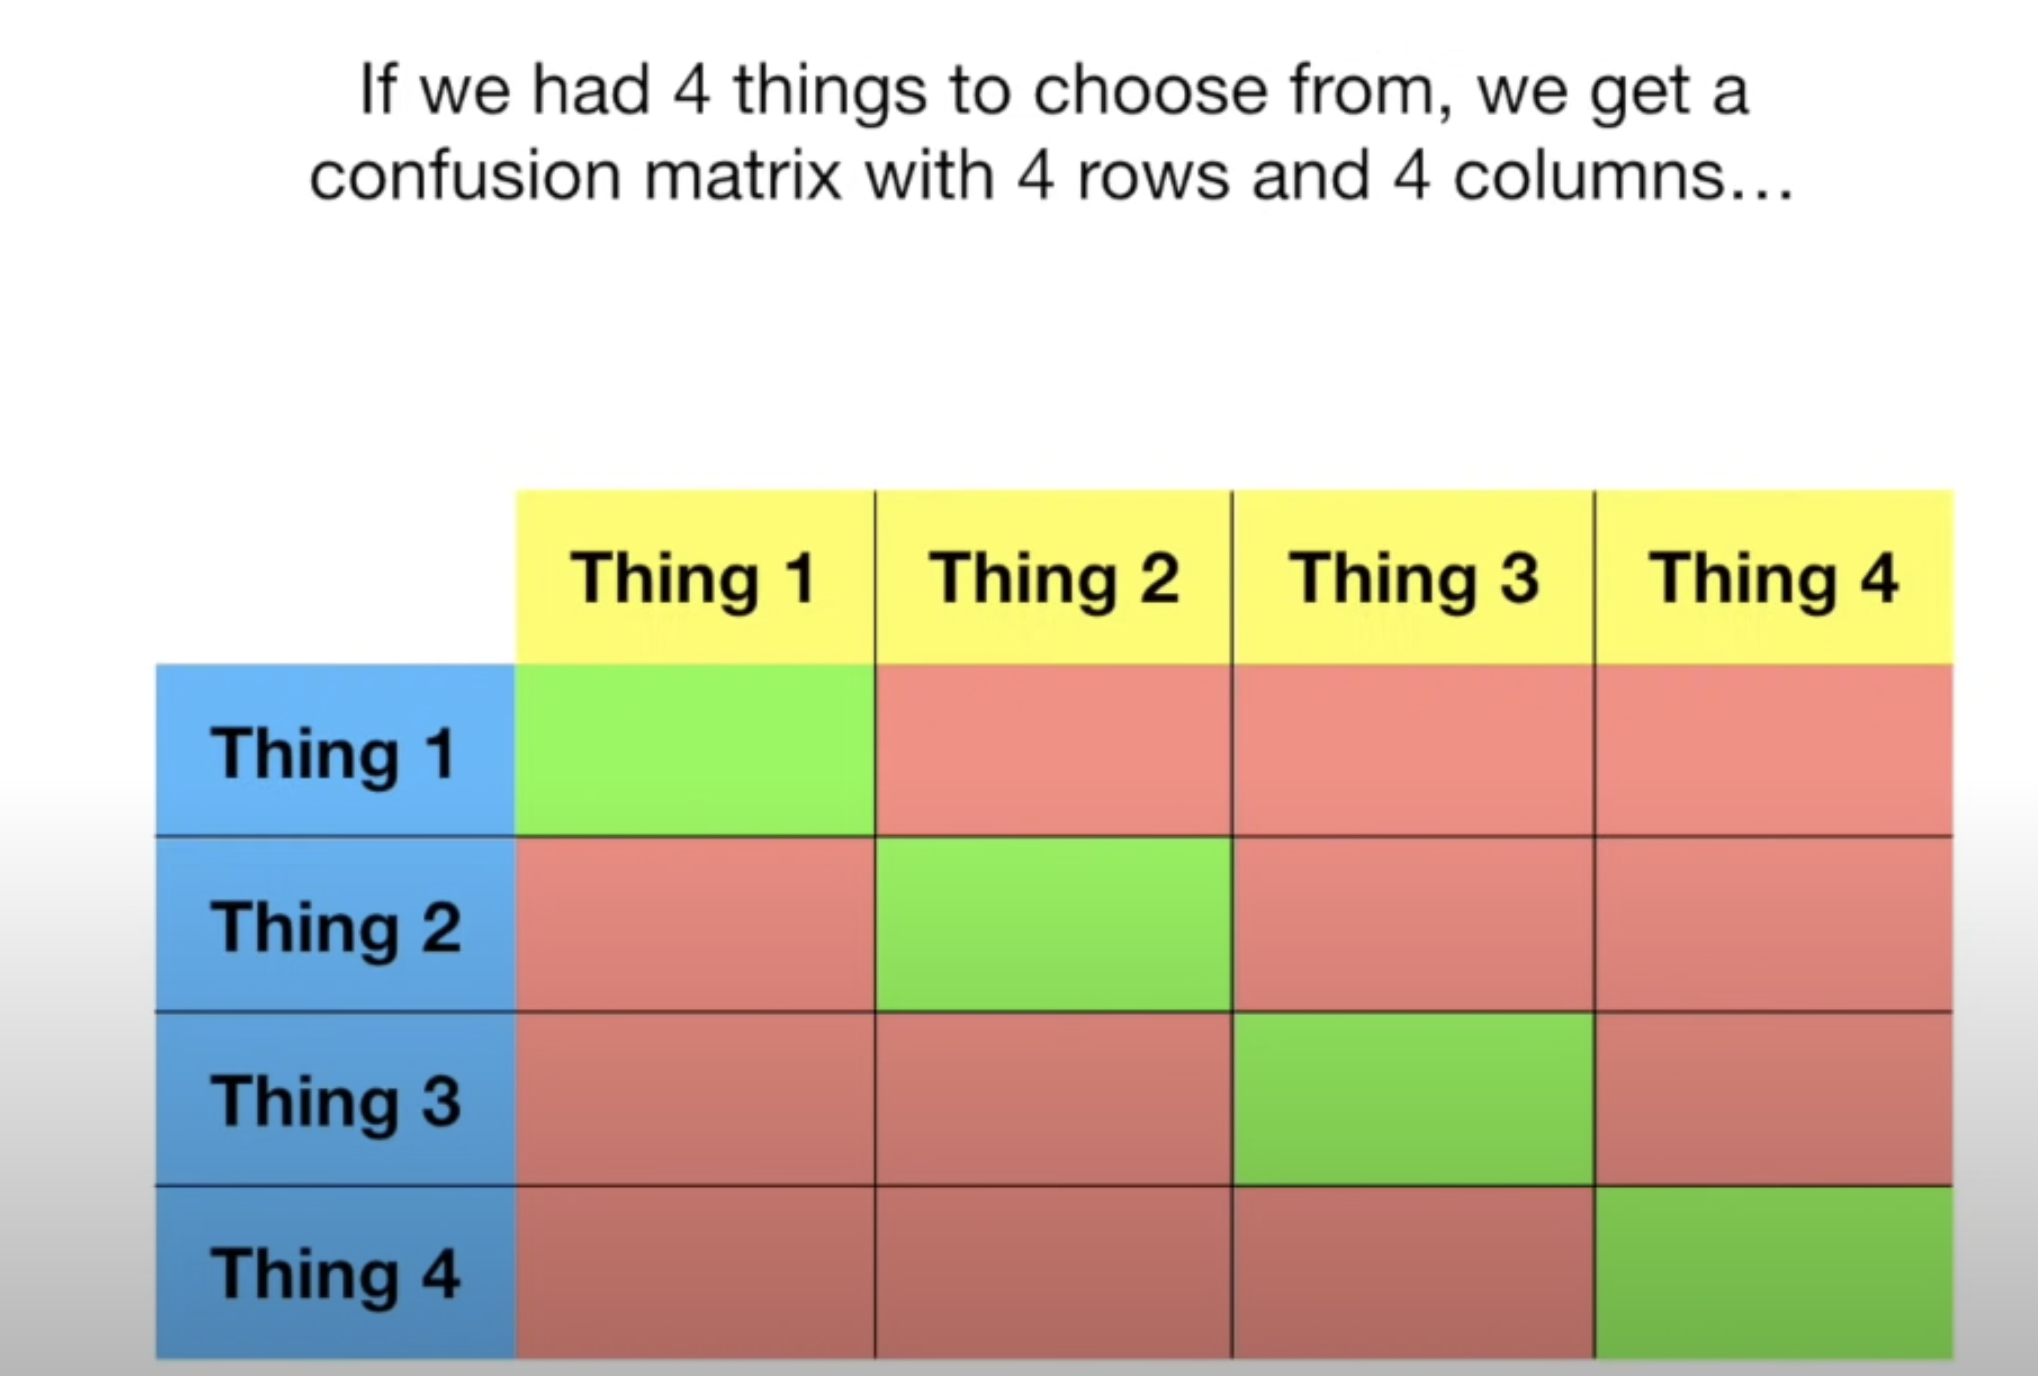 If we had 4 things to choose from, we get a
confusion matrix with 4 rows and 4 columns…
Thing 1 Thing 2 Thing 3 Thing 4
Thing 1
Thing 2
Thing 3
Thing 4